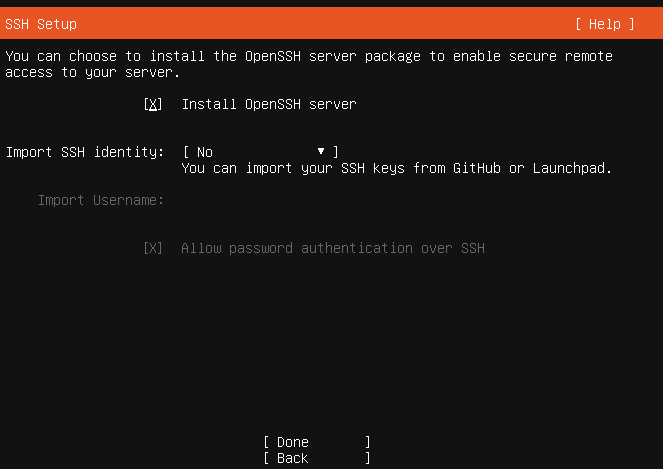 SSH Setup [ Help ]
You can choose to install the OpenSSH server package to enable secure remote
access to your server.
[X] Install OpenSSH server
Import SSH identity: [ No ▾ ]
You can import your SSH keys from GitHub or Launchpad.
Import Username:
[X] Allow password authentication over SSH
[ Done ]
[ Back ]